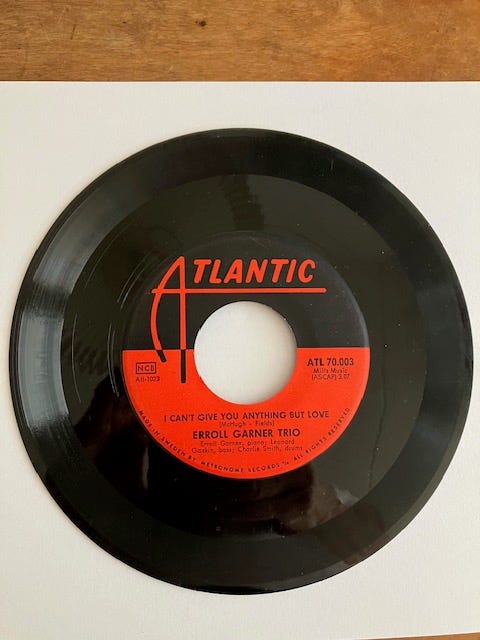 ATLANTIC
NCB
ATL 70.003
Mills Music
(ASCAP) 3.07
I CAN'T GIVE YOU ANYTHING BUT LOVE
(McHugh - Fields)
ERROLL GARNER TRIO
Erroll Garner, piano; Leonard
Gaskin, bass; Charlie Smith, drums
MADE IN SWEDEN BY METRONOME RECORDS ALL RIGHTS RESERVED